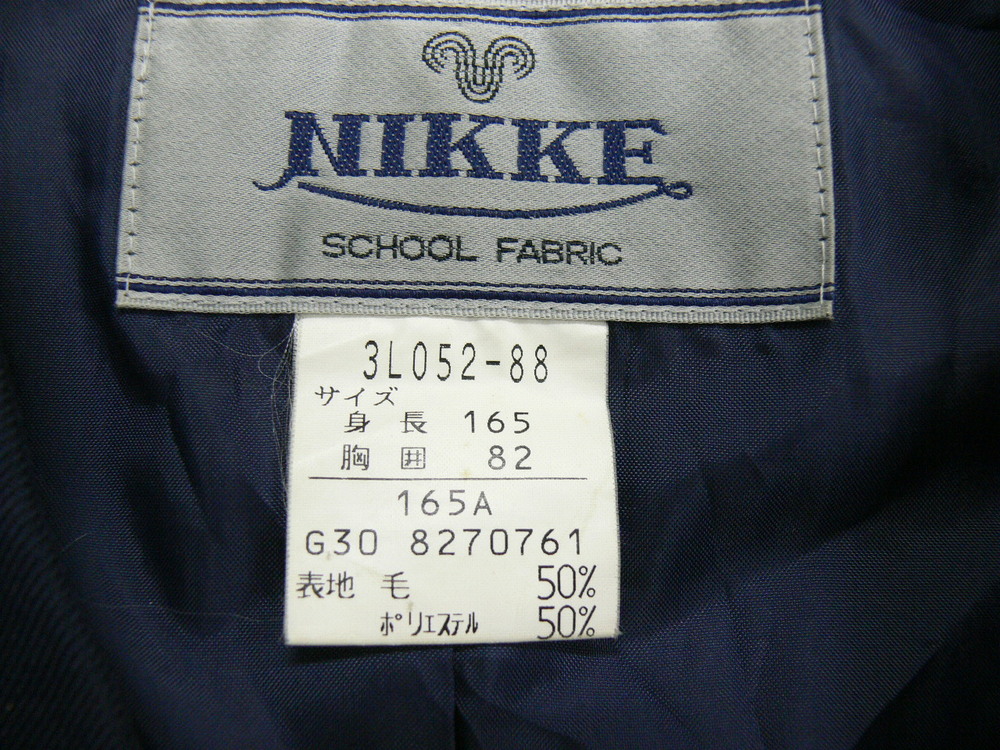 NIKKE
SCHOOL FABRIC
3L052-88
サイズ
身長 165
胸囲 82
165A
G30 8270761
表地 毛 50%
ポリエステル 50%